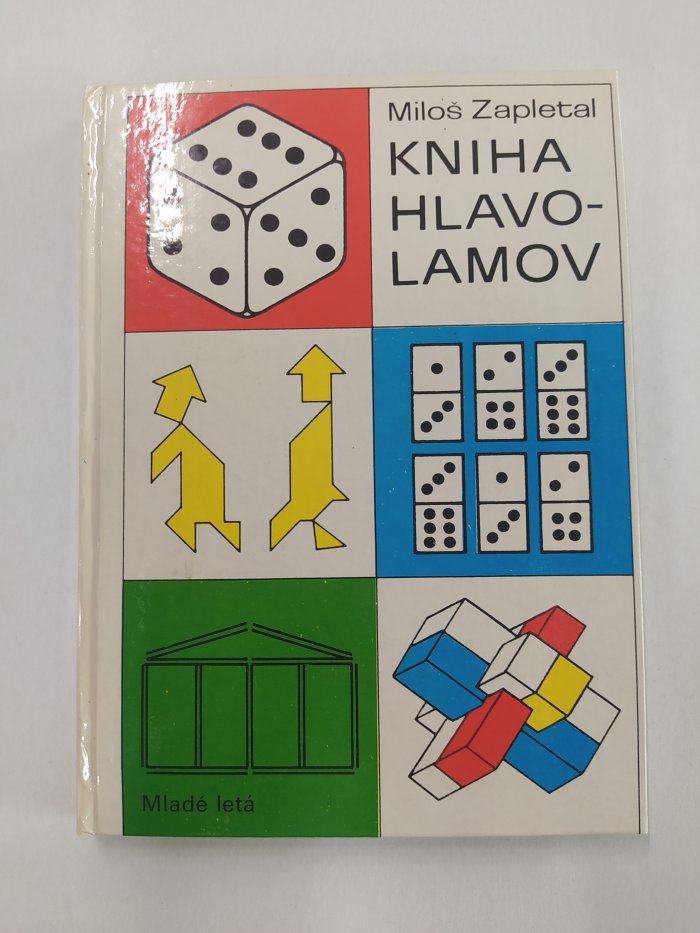 Miloš Zapletal
KNIHA
HLAVO-
LAMOV
Mladé letá